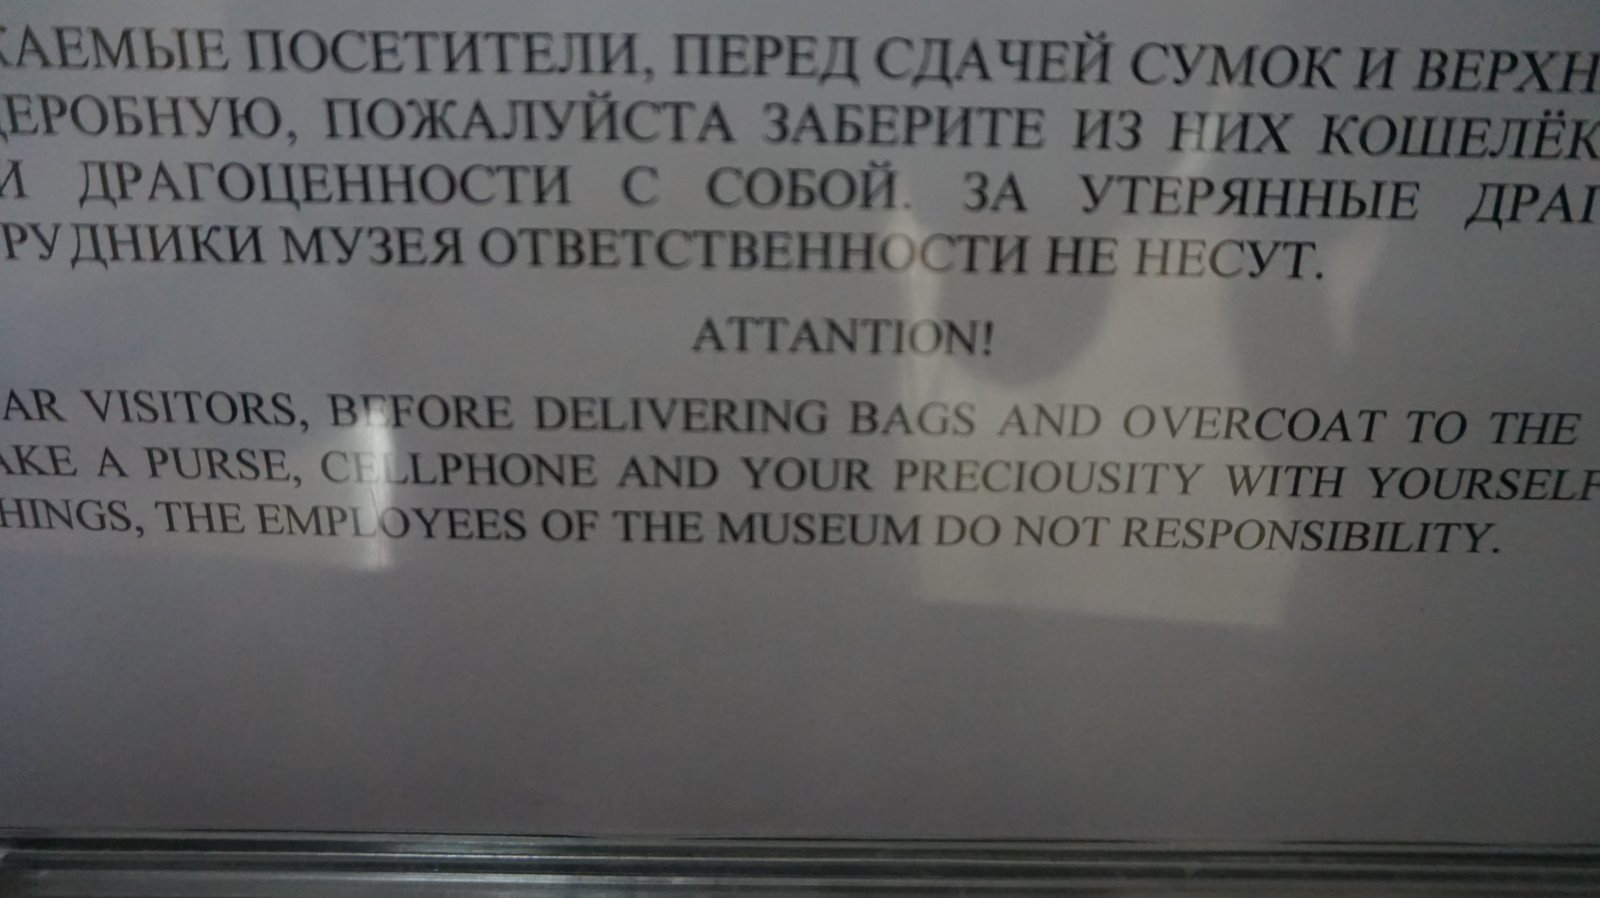 КАЕМЫЕ ПОСЕТИТЕЛИ, ПЕРЕД СДАЧЕЙ СУМОК И ВЕРХН
ДЕРОБНУЮ, ПОЖАЛУЙСТА ЗАБЕРИТЕ ИЗ НИХ КОШЕЛЁК
И ДРАГОЦЕННОСТИ С СОБОЙ. ЗА УТЕРЯННЫЕ ДРАГ
РУДНИКИ МУЗЕЯ ОТВЕТСТВЕННОСТИ НЕ НЕСУТ.
ATTANTION!
AR VISITORS, BEFORE DELIVERING BAGS AND OVERCOAT TO THE
AKE A PURSE, CELLPHONE AND YOUR PRECIOUSITY WITH YOURSELF
HINGS, THE EMPLOYEES OF THE MUSEUM DO NOT RESPONSIBILITY.